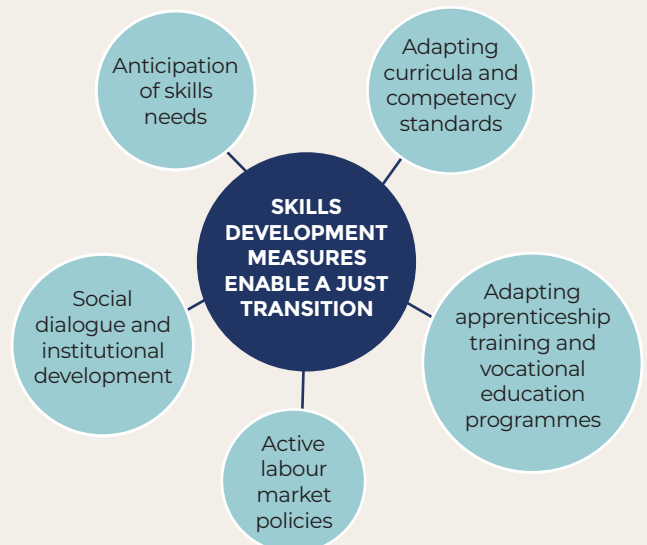 Anticipation
of skills
needs
Adapting
curricula and
competency
standards
SKILLS
DEVELOPMENT
MEASURES
ENABLE A JUST
TRANSITION
Social
dialogue and
institutional
development
Adapting
apprenticeship
training and
vocational
education
programmes
Active
labour
market
policies